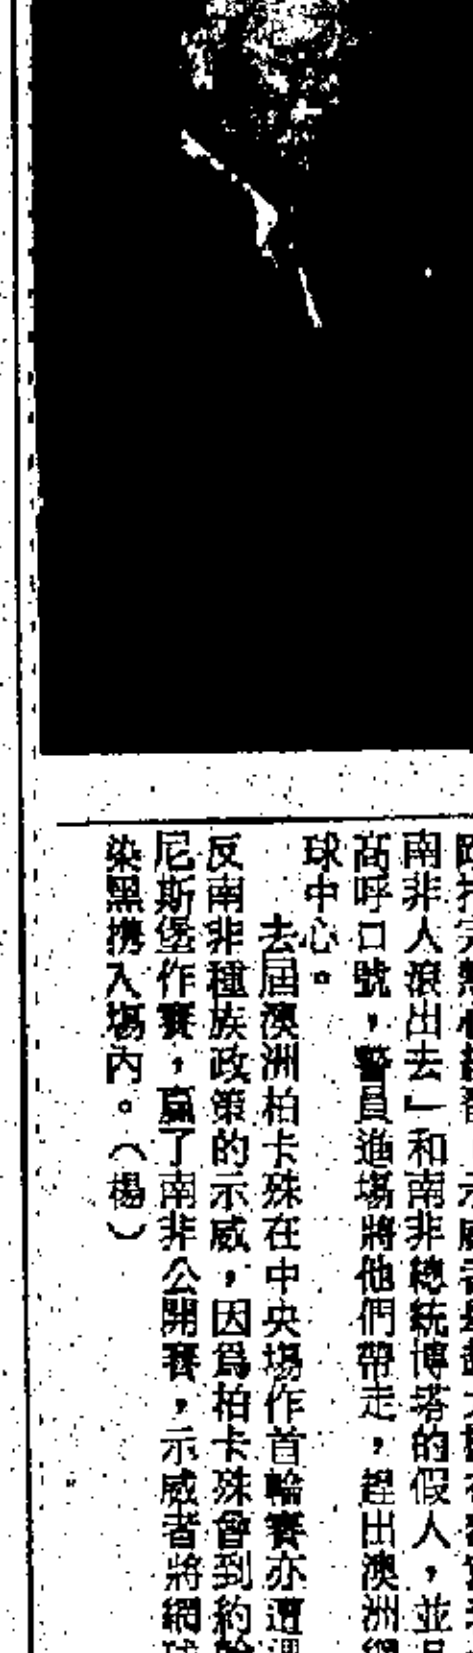 南非人滾出去」和南非總統博塔的假人，並
高呼口號，警員進場將他們帶走，趕出澳洲網
球中心。
去屆澳洲柏卡殊在中央場作首輪賽亦遭
反南非種族政策的示威，因爲柏卡殊曾到約翰
尼斯堡作賽，贏了南非公開賽，示威者將網球
染黑携入場內。（楊）